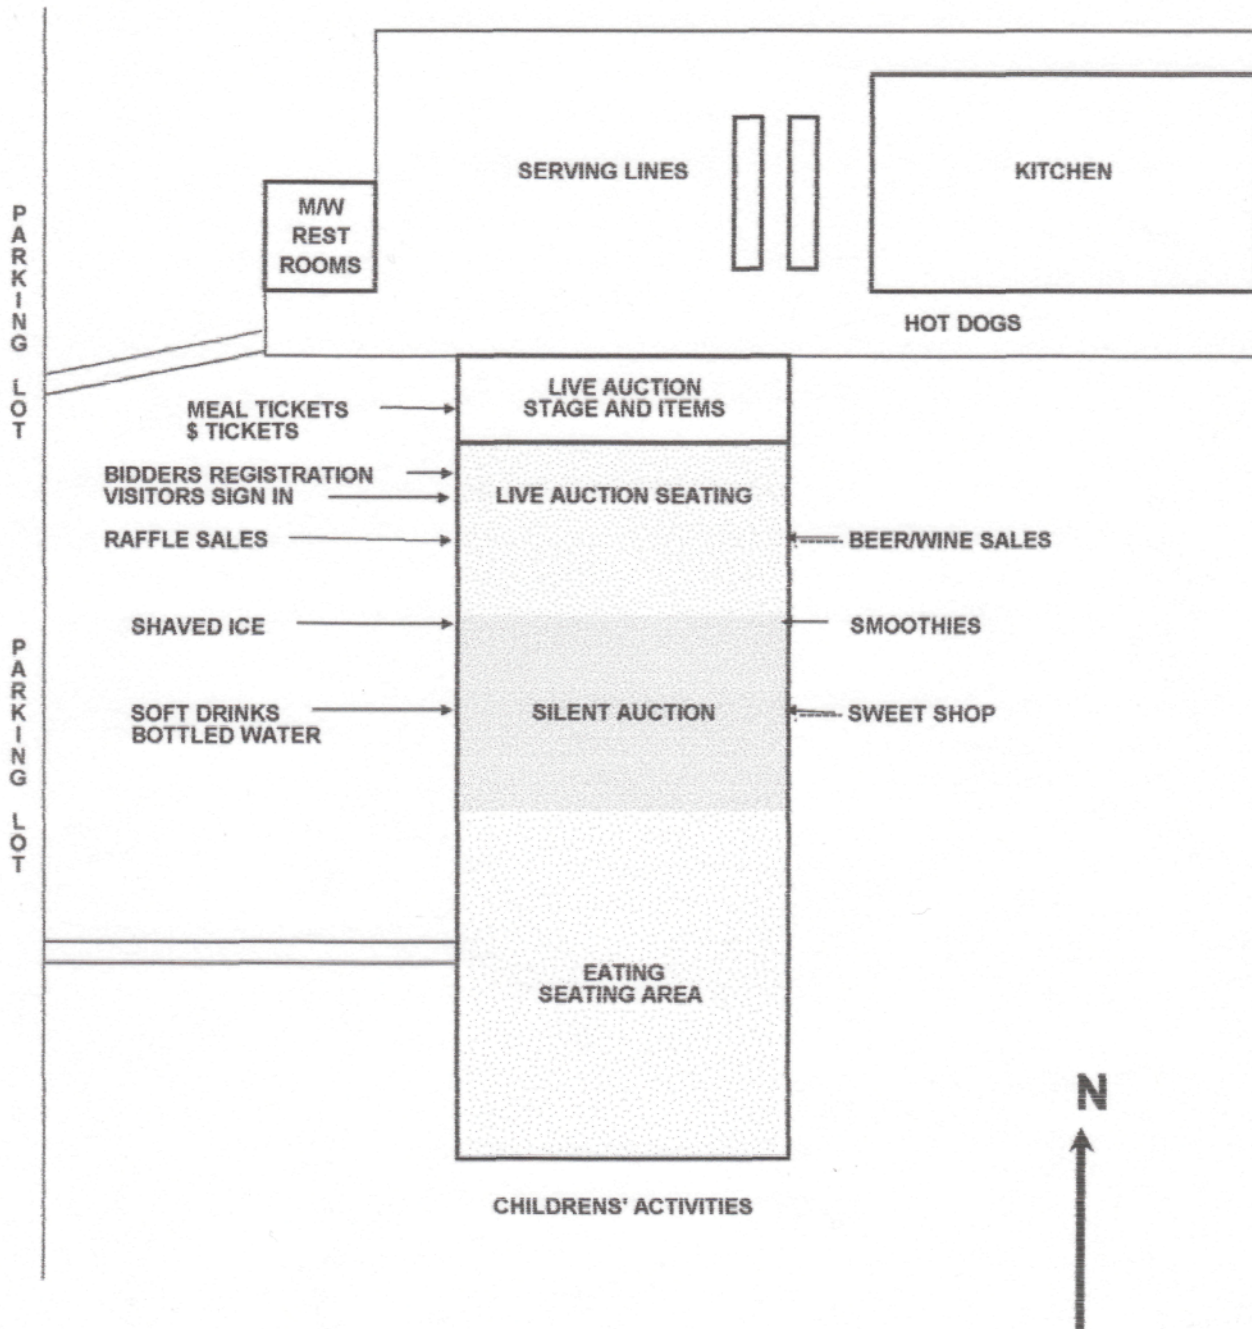 SERVING LINES
KITCHEN
M/W
REST
ROOMS
PARKING LOT
HOT DOGS
LIVE AUCTION
STAGE AND ITEMS
MEAL TICKETS
$ TICKETS
BIDDERS REGISTRATION
VISITORS SIGN IN
LIVE AUCTION SEATING
RAFFLE SALES
BEER/WINE SALES
SHAVED ICE
SMOOTHIES
PARKING LOT
SOFT DRINKS
BOTTLED WATER
SILENT AUCTION
SWEET SHOP
EATING
SEATING AREA
N
CHILDRENS' ACTIVITIES